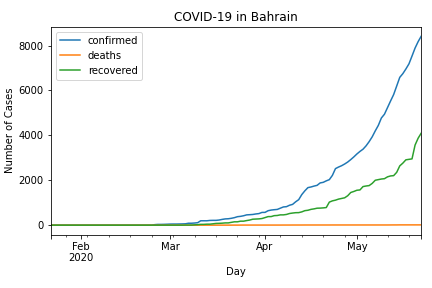 COVID-19 in Bahrain
confirmed
deaths
recovered
Number of Cases
8000
6000
4000
2000
0
Feb
2020
Mar
Apr
May
Day